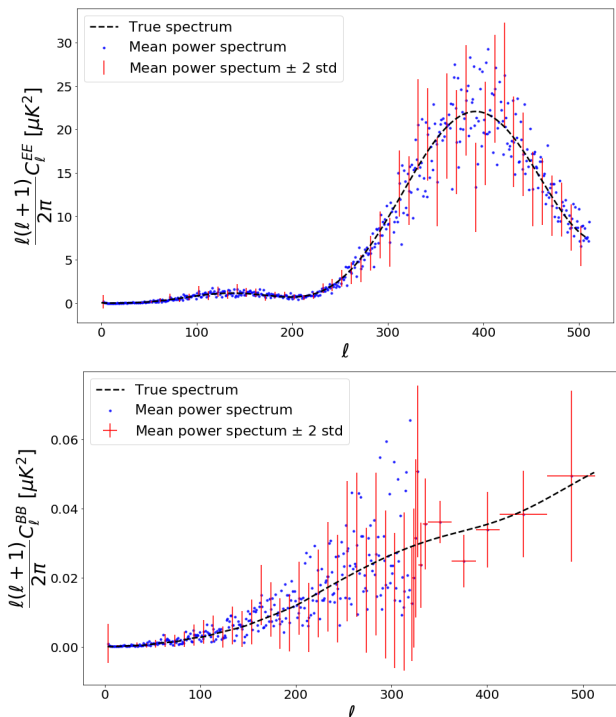 True spectrum
Mean power spectrum
Mean power spectum ± 2 std
ℓ(ℓ + 1)/2π C_ℓ^EE [μK²]
30
25
20
15
10
5
0
0 100 200 300 400 500
ℓ
True spectrum
Mean power spectrum
Mean power spectum ± 2 std
ℓ(ℓ + 1)/2π C_ℓ^BB [μK²]
0.06
0.04
0.02
0.00
0 100 200 300 400 500
ℓ